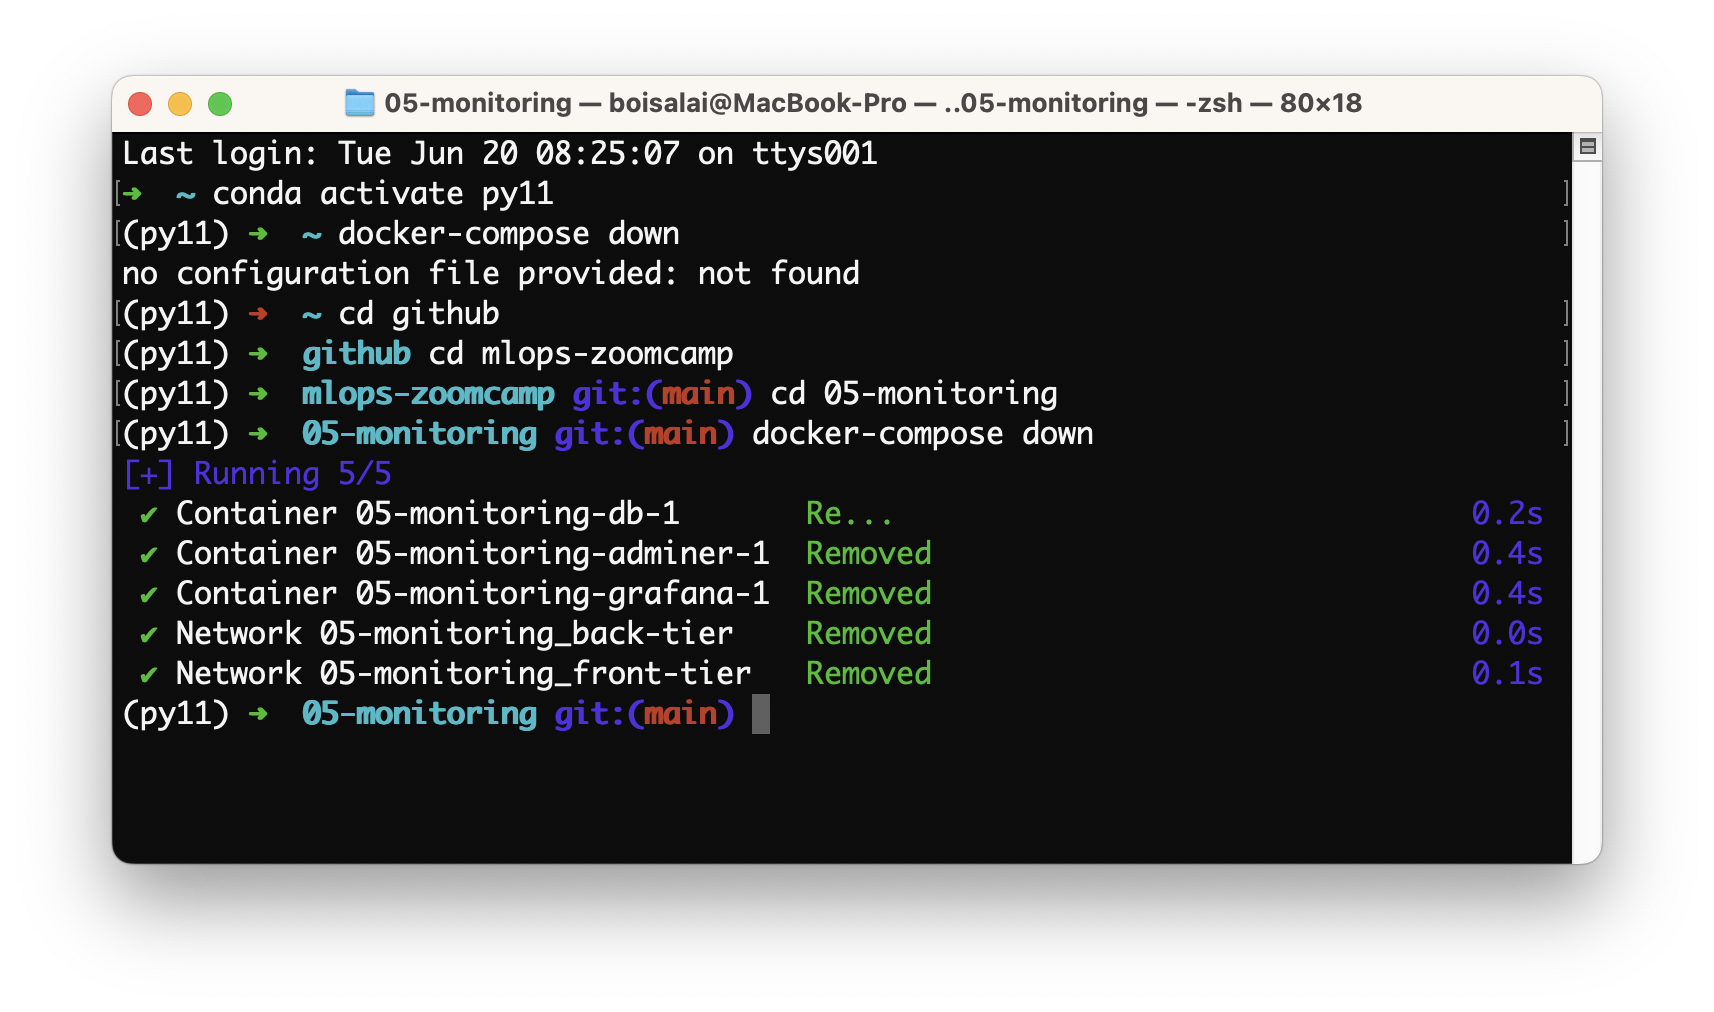 05-monitoring — boisalai@MacBook-Pro — ..05-monitoring — -zsh — 80×18
Last login: Tue Jun 20 08:25:07 on ttys001
[➜  ~ conda activate py11 ]
[(py11) ➜  ~ docker-compose down ]
no configuration file provided: not found
[(py11) ➜  ~ cd github ]
[(py11) ➜  github cd mlops-zoomcamp ]
[(py11) ➜  mlops-zoomcamp git:(main) cd 05-monitoring ]
[(py11) ➜  05-monitoring git:(main) docker-compose down ]
[+] Running 5/5
✔ Container 05-monitoring-db-1 Re... 0.2s
✔ Container 05-monitoring-adminer-1 Removed 0.4s
✔ Container 05-monitoring-grafana-1 Removed 0.4s
✔ Network 05-monitoring_back-tier Removed 0.0s
✔ Network 05-monitoring_front-tier Removed 0.1s
(py11) ➜  05-monitoring git:(main)